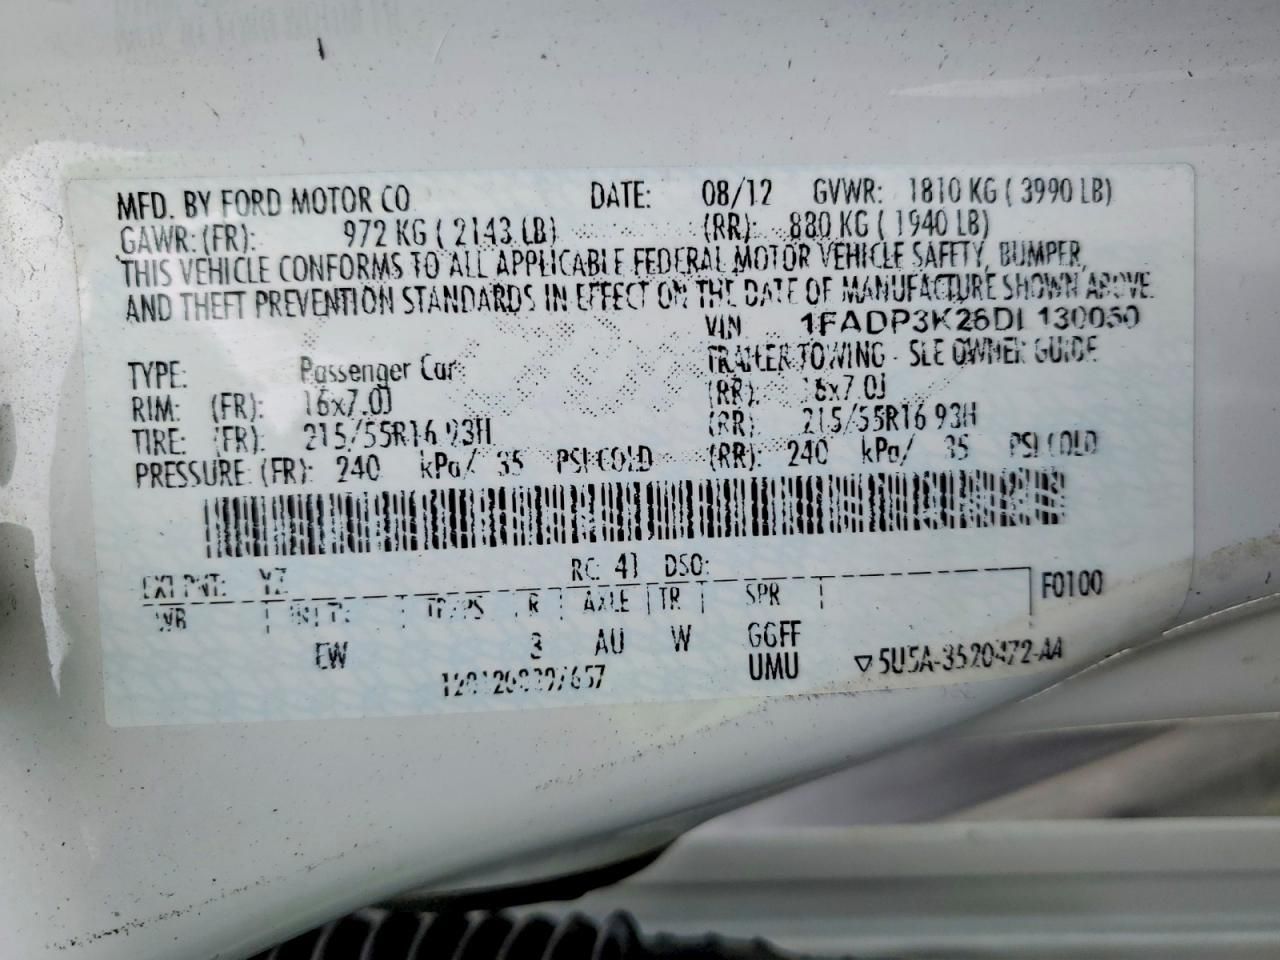 MFD. BY FORD MOTOR CO DATE: 08/12 GVWR: 1810 KG ( 3990 LB)
GAWR: (FR): 972 KG ( 2143 LB) (RR): 880 KG ( 1940 LB)
THIS VEHICLE CONFORMS TO ALL APPLICABLE FEDERAL MOTOR VEHICLE SAFETY, BUMPER,
AND THEFT PREVENTION STANDARDS IN EFFECT ON THE DATE OF MANUFACTURE SHOWN ABOVE.
VIN
TYPE: Passenger Car TRAILER TOWING - SEE OWNER GUIDE
RIM: (FR): 16x7.0J (RR): 16x7.0J
TIRE: (FR): 215/55R16 93H (RR): 215/55R16 93H
PRESSURE: (FR): 240 kPa/ 35 PSI COLD (RR): 240 kPa/ 35 PSI COLD
EXT PNT: YZ RC: 41 DSO:
WB INT TR TP/PS R AXLE TR SPR F0100
EW 3 AU W GGFF
UMU ▽ 5U5A-3520472-AA